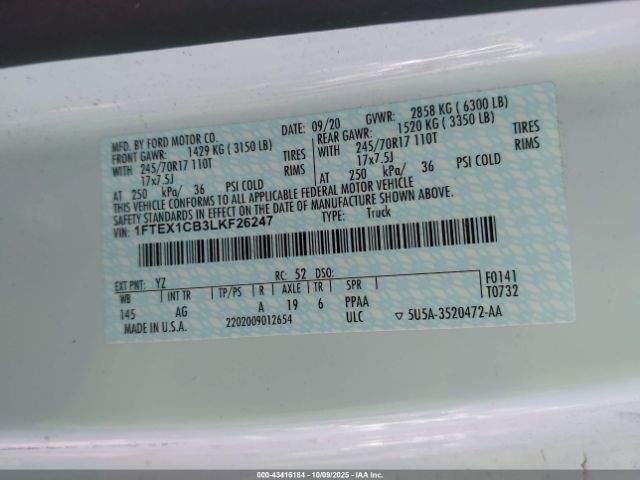 MFD. BY FORD MOTOR CO.
DATE: 09/20
GVWR: 2858 KG ( 6300 LB)
FRONT GAWR: 1429 KG ( 3150 LB)
REAR GAWR: 1520 KG ( 3350 LB)
WITH 245/70R17 110T TIRES
WITH 245/70R17 110T TIRES
17x7.5J RIMS
17x7.5J RIMS
AT 250 kPa/ 36 PSI COLD
AT 250 kPa/ 36 PSI COLD
THIS VEHICLE CONFORMS TO ALL APPLICABLE FEDERAL MOTOR VEHICLE
SAFETY STANDARDS IN EFFECT ON THE DATE OF MANUFACTURE SHOWN ABOVE.
VIN: 1FTEX1CB3LKF26247
TYPE: Truck
EXT PNT: YZ RC: 52 DSO:
WB INT TR TP/PS R AXLE TR SPR
145 AG A 19 6 PPAA
F0141
T0732
MADE IN U.S.A. 2202009012654 ULC ▽ 5U5A-3520472-AA
000-43416164 | 10/09/2025 - IAAI.COM